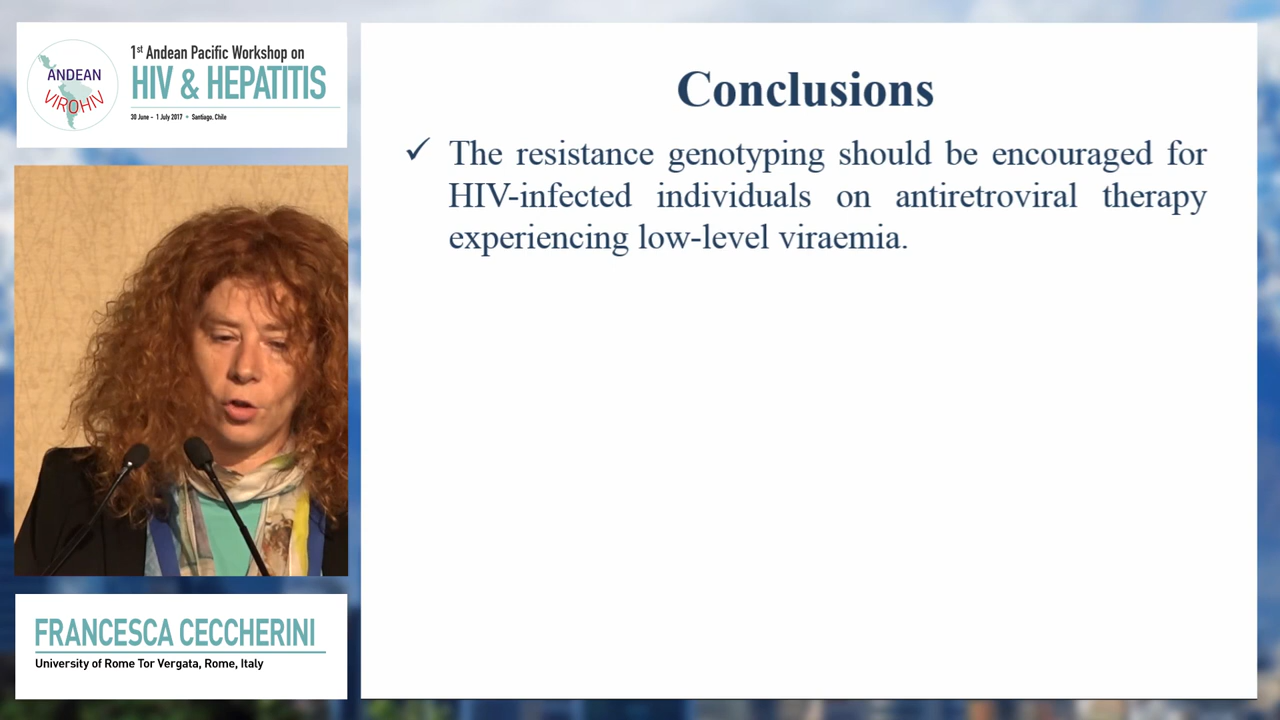 ANDEAN
VIROHIV
1st Andean Pacific Workshop on
HIV & HEPATITIS
30 June – 1 July 2017 • Santiago, Chile
Conclusions
✓ The resistance genotyping should be encouraged for
HIV-infected individuals on antiretroviral therapy
experiencing low-level viraemia.
FRANCESCA CECCHERINI
University of Rome Tor Vergata, Rome, Italy